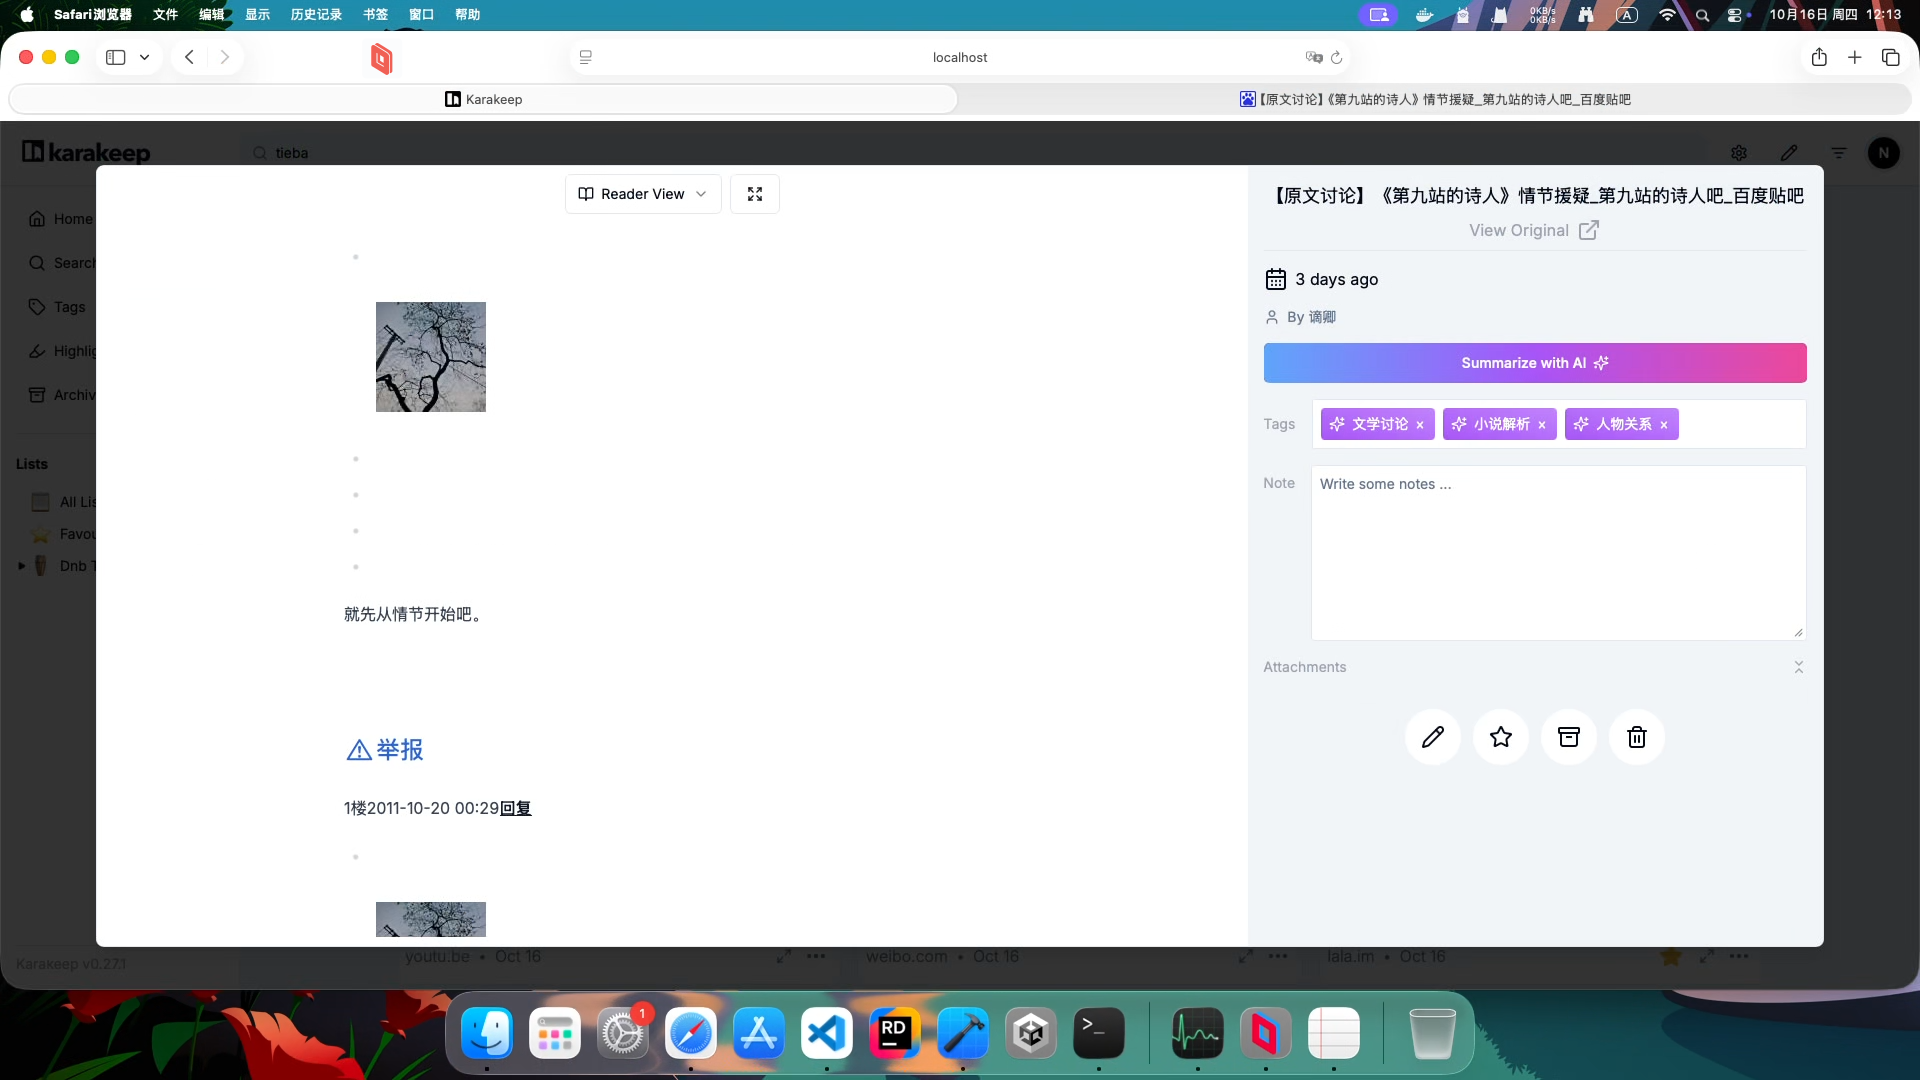 Safari浏览器 文件 编辑 显示 历史记录 书签 窗口 帮助
0KB/s
0KB/s
A
10月16日 周四 12:13
localhost
Karakeep
【原文讨论】《第九站的诗人》情节援疑_第九站的诗人吧_百度贴吧
karakeep
tieba
N
Home
Search
Tags
Highlig
Archiv
Lists
All Lis
Favou
Dnb T
Karakeep v0.27.1
Reader View
就先从情节开始吧。
举报
1楼2011-10-20 00:29回复
【原文讨论】《第九站的诗人》情节援疑_第九站的诗人吧_百度贴吧
View Original
3 days ago
By 谪卿
Summarize with AI
Tags
文学讨论 ×
小说解析 ×
人物关系 ×
Note
Write some notes ...
Attachments
youtu.be • Oct 16
weibo.com • Oct 16
lala.im • Oct 16
1
RD
>_